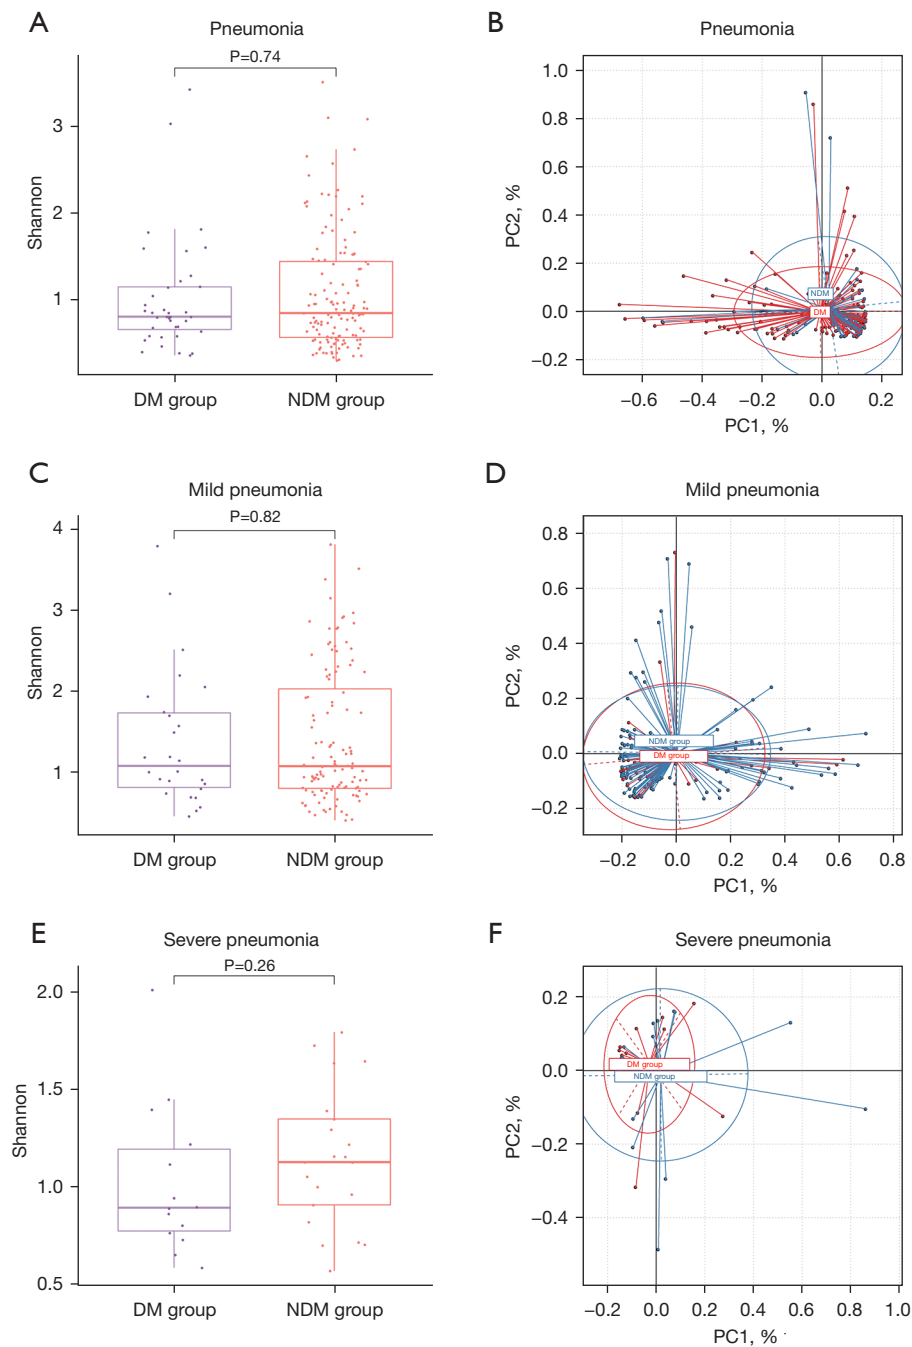 A
Pneumonia
P=0.74
Shannon
3
2
1
DM group
NDM group
B
Pneumonia
PC2, %
1.0
0.8
0.6
0.4
0.2
0.0
−0.2
NDM
DM
−0.6
−0.4
−0.2
0.0
0.2
PC1, %
C
Mild pneumonia
P=0.82
Shannon
4
3
2
1
DM group
NDM group
D
Mild pneumonia
PC2, %
0.8
0.6
0.4
0.2
0.0
−0.2
NDM group
DM group
−0.2
0.0
0.2
0.4
0.6
0.8
PC1, %
E
Severe pneumonia
P=0.26
Shannon
2.0
1.5
1.0
0.5
DM group
NDM group
F
Severe pneumonia
PC2, %
0.2
0.0
−0.2
−0.4
DM group
NDM group
−0.2
0.0
0.2
0.4
0.6
0.8
1.0
PC1, %